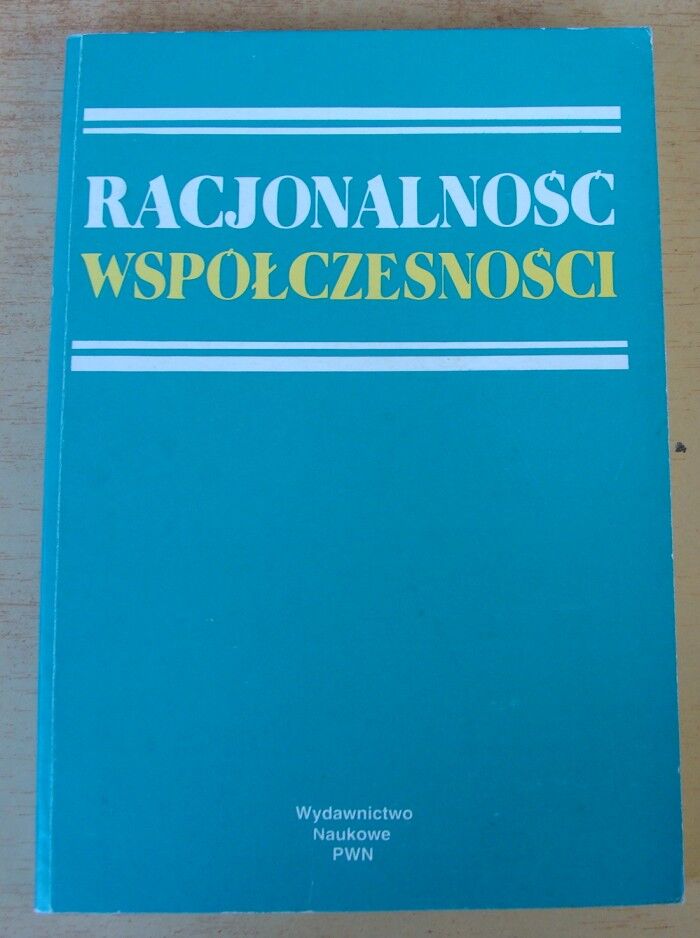 RACJONALNOŚĆ
WSPÓŁCZESNOŚCI
Wydawnictwo
Naukowe
PWN